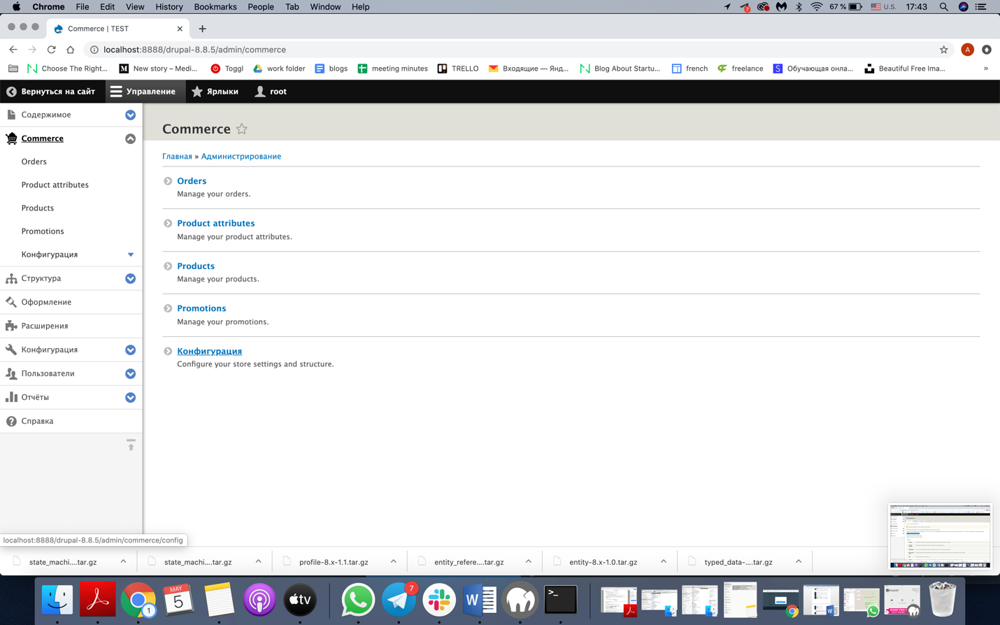 Chrome File Edit View History Bookmarks People Tab Window Help 7 67 % U.S. 17:43
Commerce | TEST
localhost:8888/drupal-8.8.5/admin/commerce A
Choose The Right... New story – Medi... Toggl work folder blogs meeting minutes TRELLO Входящие — Янд... Blog About Startu... french freelance S Обучающая онла... Beautiful Free Ima... »
Вернуться на сайт Управление Ярлыки root
Содержимое
Commerce
Orders
Product attributes
Products
Promotions
Конфигурация
Структура
Оформление
Расширения
Конфигурация
Пользователи
Отчёты
Справка
Commerce
Главная » Администрирование
Orders
Manage your orders.
Product attributes
Manage your product attributes.
Products
Manage your products.
Promotions
Manage your promotions.
Конфигурация
Configure your store settings and structure.
localhost:8888/drupal-8.8.5/admin/commerce/config
state_machi....tar.gz state_machi....tar.gz profile-8.x-1.1.tar.gz entity_refere....tar.gz entity-8.x-1.0.tar.gz typed_data-....tar.gz
1 MAY 5 tv 7 W >_